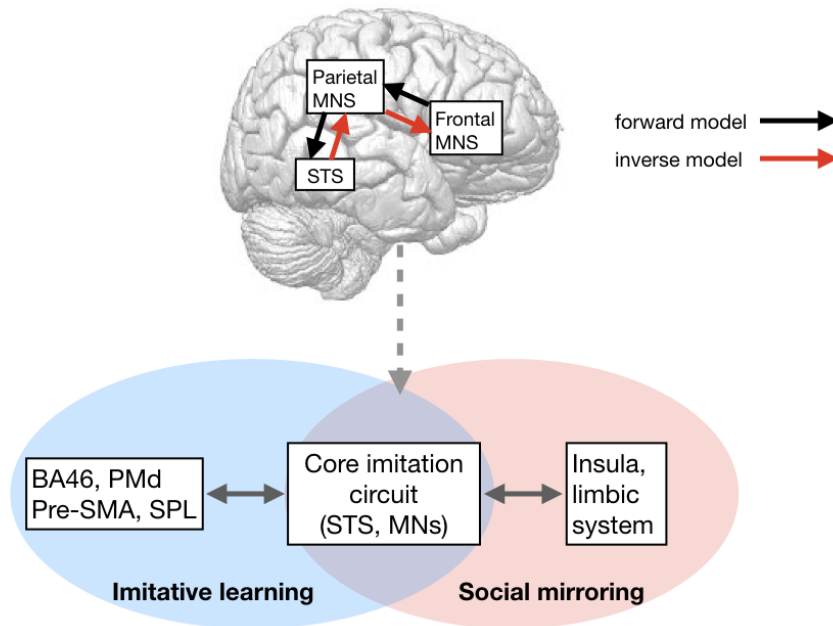 Parietal
MNS
Frontal
MNS
STS
forward model
inverse model
BA46, PMd
Pre-SMA, SPL
Core imitation
circuit
(STS, MNs)
Insula,
limbic
system
Imitative learning
Social mirroring